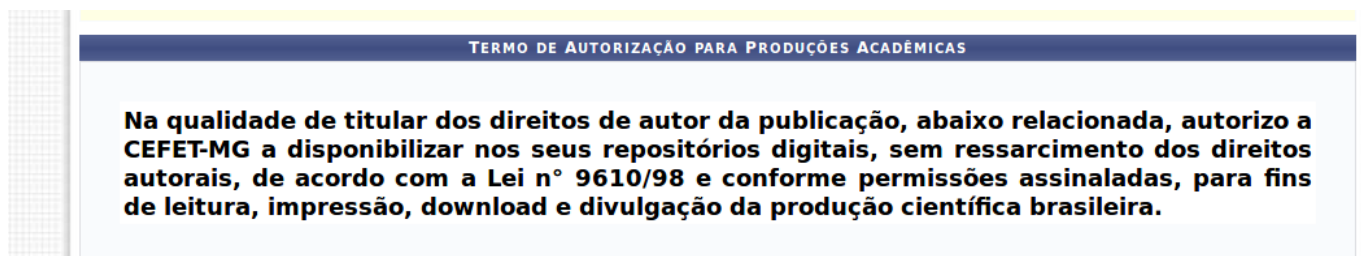 TERMO DE AUTORIZAÇÃO PARA PRODUÇÕES ACADÊMICAS
Na qualidade de titular dos direitos de autor da publicação, abaixo relacionada, autorizo a
CEFET-MG a disponibilizar nos seus repositórios digitais, sem ressarcimento dos direitos
autorais, de acordo com a Lei n° 9610/98 e conforme permissões assinaladas, para fins
de leitura, impressão, download e divulgação da produção científica brasileira.